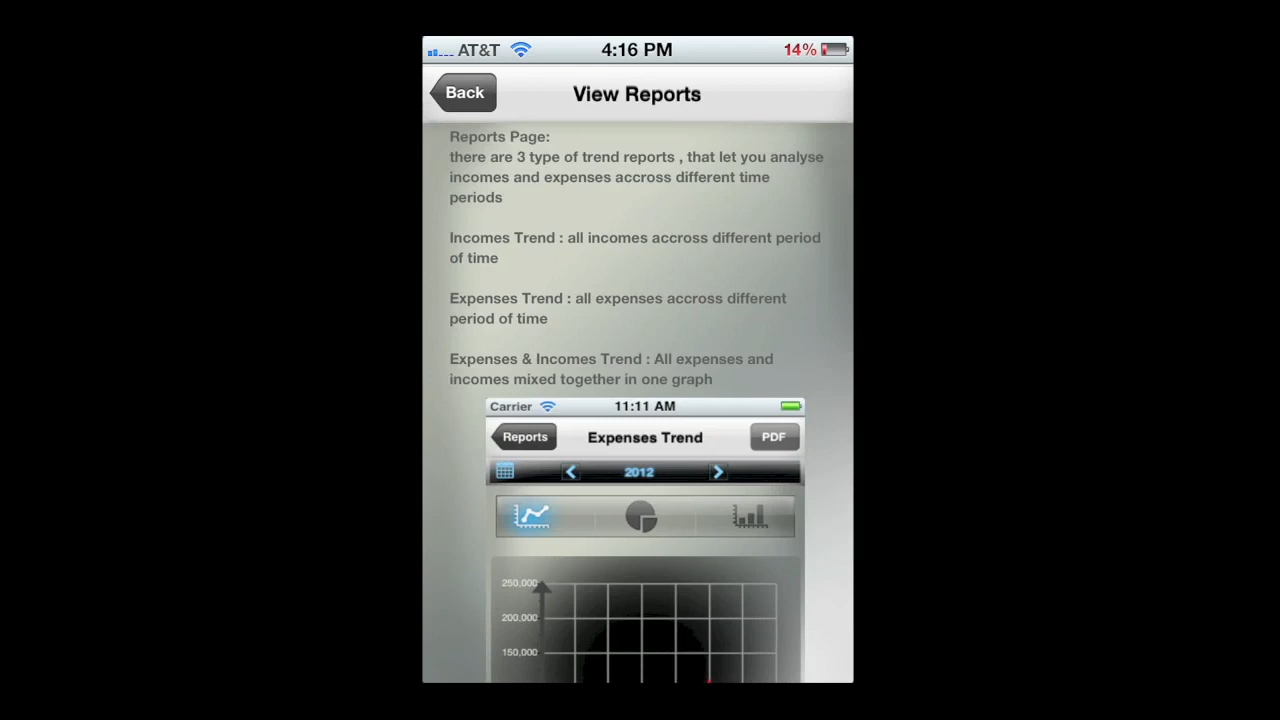 AT&T 4:16 PM 14%
Back View Reports
Reports Page:
there are 3 type of trend reports , that let you analyse
incomes and expenses accross different time
periods
Incomes Trend : all incomes accross different period
of time
Expenses Trend : all expenses accross different
period of time
Expenses & Incomes Trend : All expenses and
incomes mixed together in one graph
Carrier 11:11 AM
Reports Expenses Trend PDF
2012
250,000
200,000
150,000